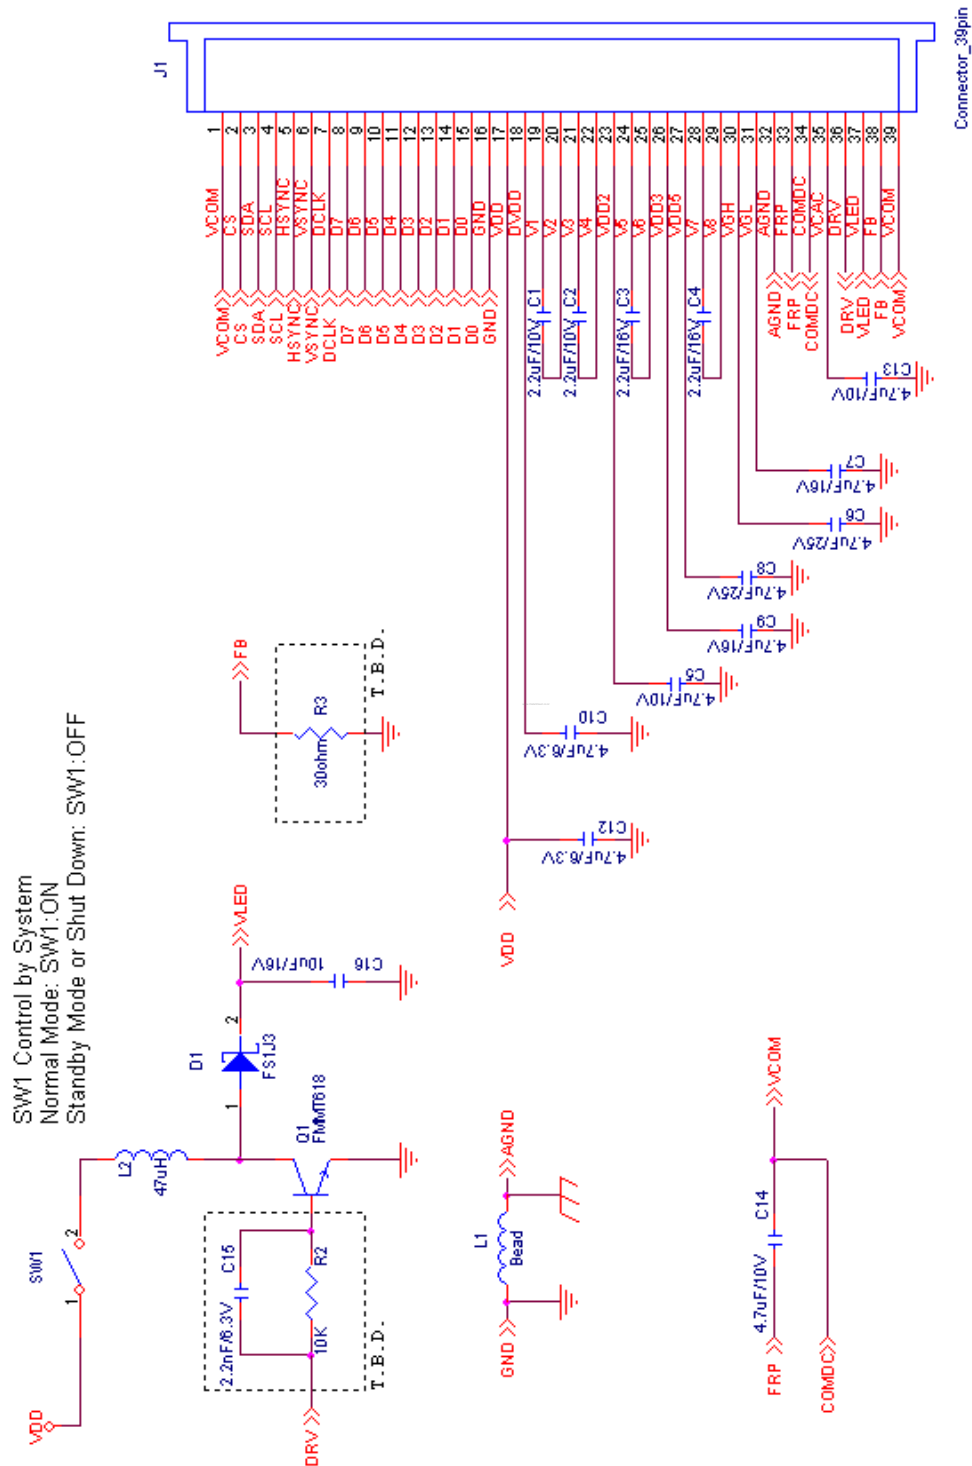 J1
Connector_39pin
1
2
3
4
5
6
7
8
9
10
11
12
13
14
15
16
17
18
19
20
21
22
23
24
25
26
27
28
29
30
31
32
33
34
35
36
37
38
39
VCOM
CS
SDA
SCL
HSYNC
VSYNC
DCLK
D7
D6
D5
D4
D3
D2
D1
D0
GND
VDD
DVDD
V1
V2
V3
V4
VDD2
V5
V6
VDD3
VDD5
V7
V8
VGH
VGL
AGND
FRP
COMDC
VCAC
DRV
VLED
FB
VCOM
VCOM
CS
SDA
SCL
HSYNC
VSYNC
DCLK
D7
D6
D5
D4
D3
D2
D1
D0
GND
2.2uF/10V C1
2.2uF/10V C2
2.2uF/16V C3
2.2uF/16V C4
AGND
FRP
COMDC
DRV
VLED
FB
VCOM
C13
4.7uF/10V
C7
4.7uF/16V
C6
4.7uF/25V
C8
4.7uF/25V
C9
4.7uF/16V
C5
4.7uF/10V
C10
4.7uF/6.3V
C12
4.7uF/6.3V
VDD
FB
R3
30ohm
T.B.D.
SW1 Control by System
Normal Mode: SW1:ON
Standby Mode or Shut Down: SW1:OFF
VDD
SW1
1
2
L2
47uH
D1
1
2
FS1J3
VLED
10uF/16V
C16
Q1
FMMT618
C15
2.2nF/6.3V
R2
10K
T.B.D.
DRV
GND
L1
Bead
AGND
FRP
4.7uF/10V
C14
VCOM
COMDC